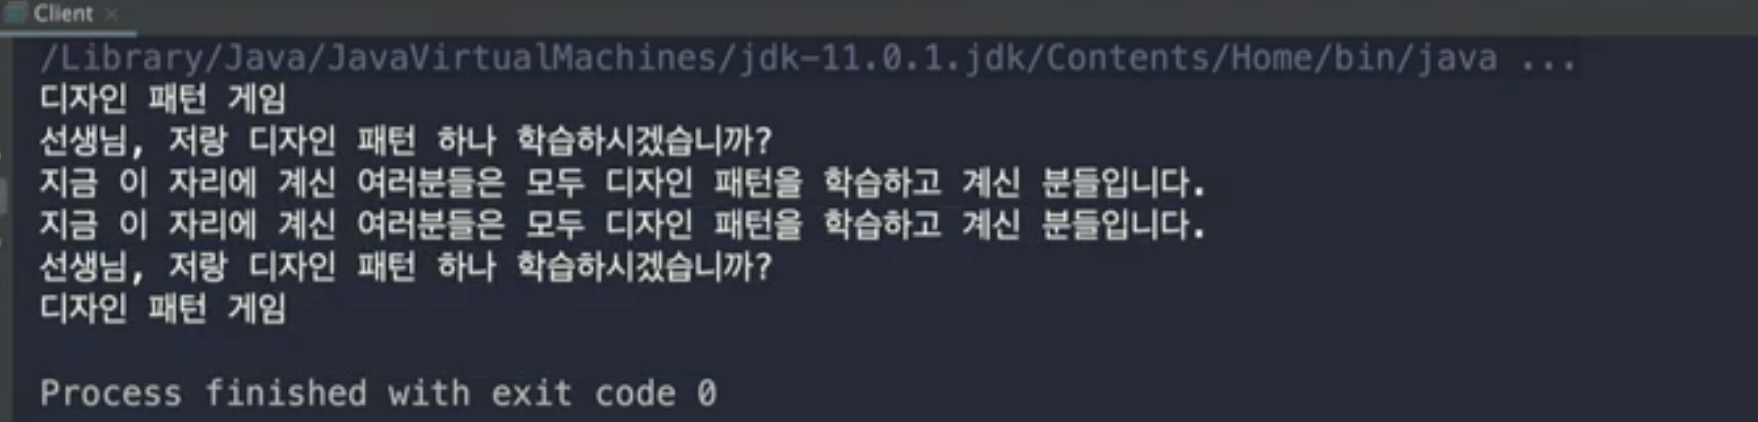 Client ×
/Library/Java/JavaVirtualMachines/jdk-11.0.1.jdk/Contents/Home/bin/java ...
디자인 패턴 게임
선생님, 저랑 디자인 패턴 하나 학습하시겠습니까?
지금 이 자리에 계신 여러분들은 모두 디자인 패턴을 학습하고 계신 분들입니다.
지금 이 자리에 계신 여러분들은 모두 디자인 패턴을 학습하고 계신 분들입니다.
선생님, 저랑 디자인 패턴 하나 학습하시겠습니까?
디자인 패턴 게임
Process finished with exit code 0